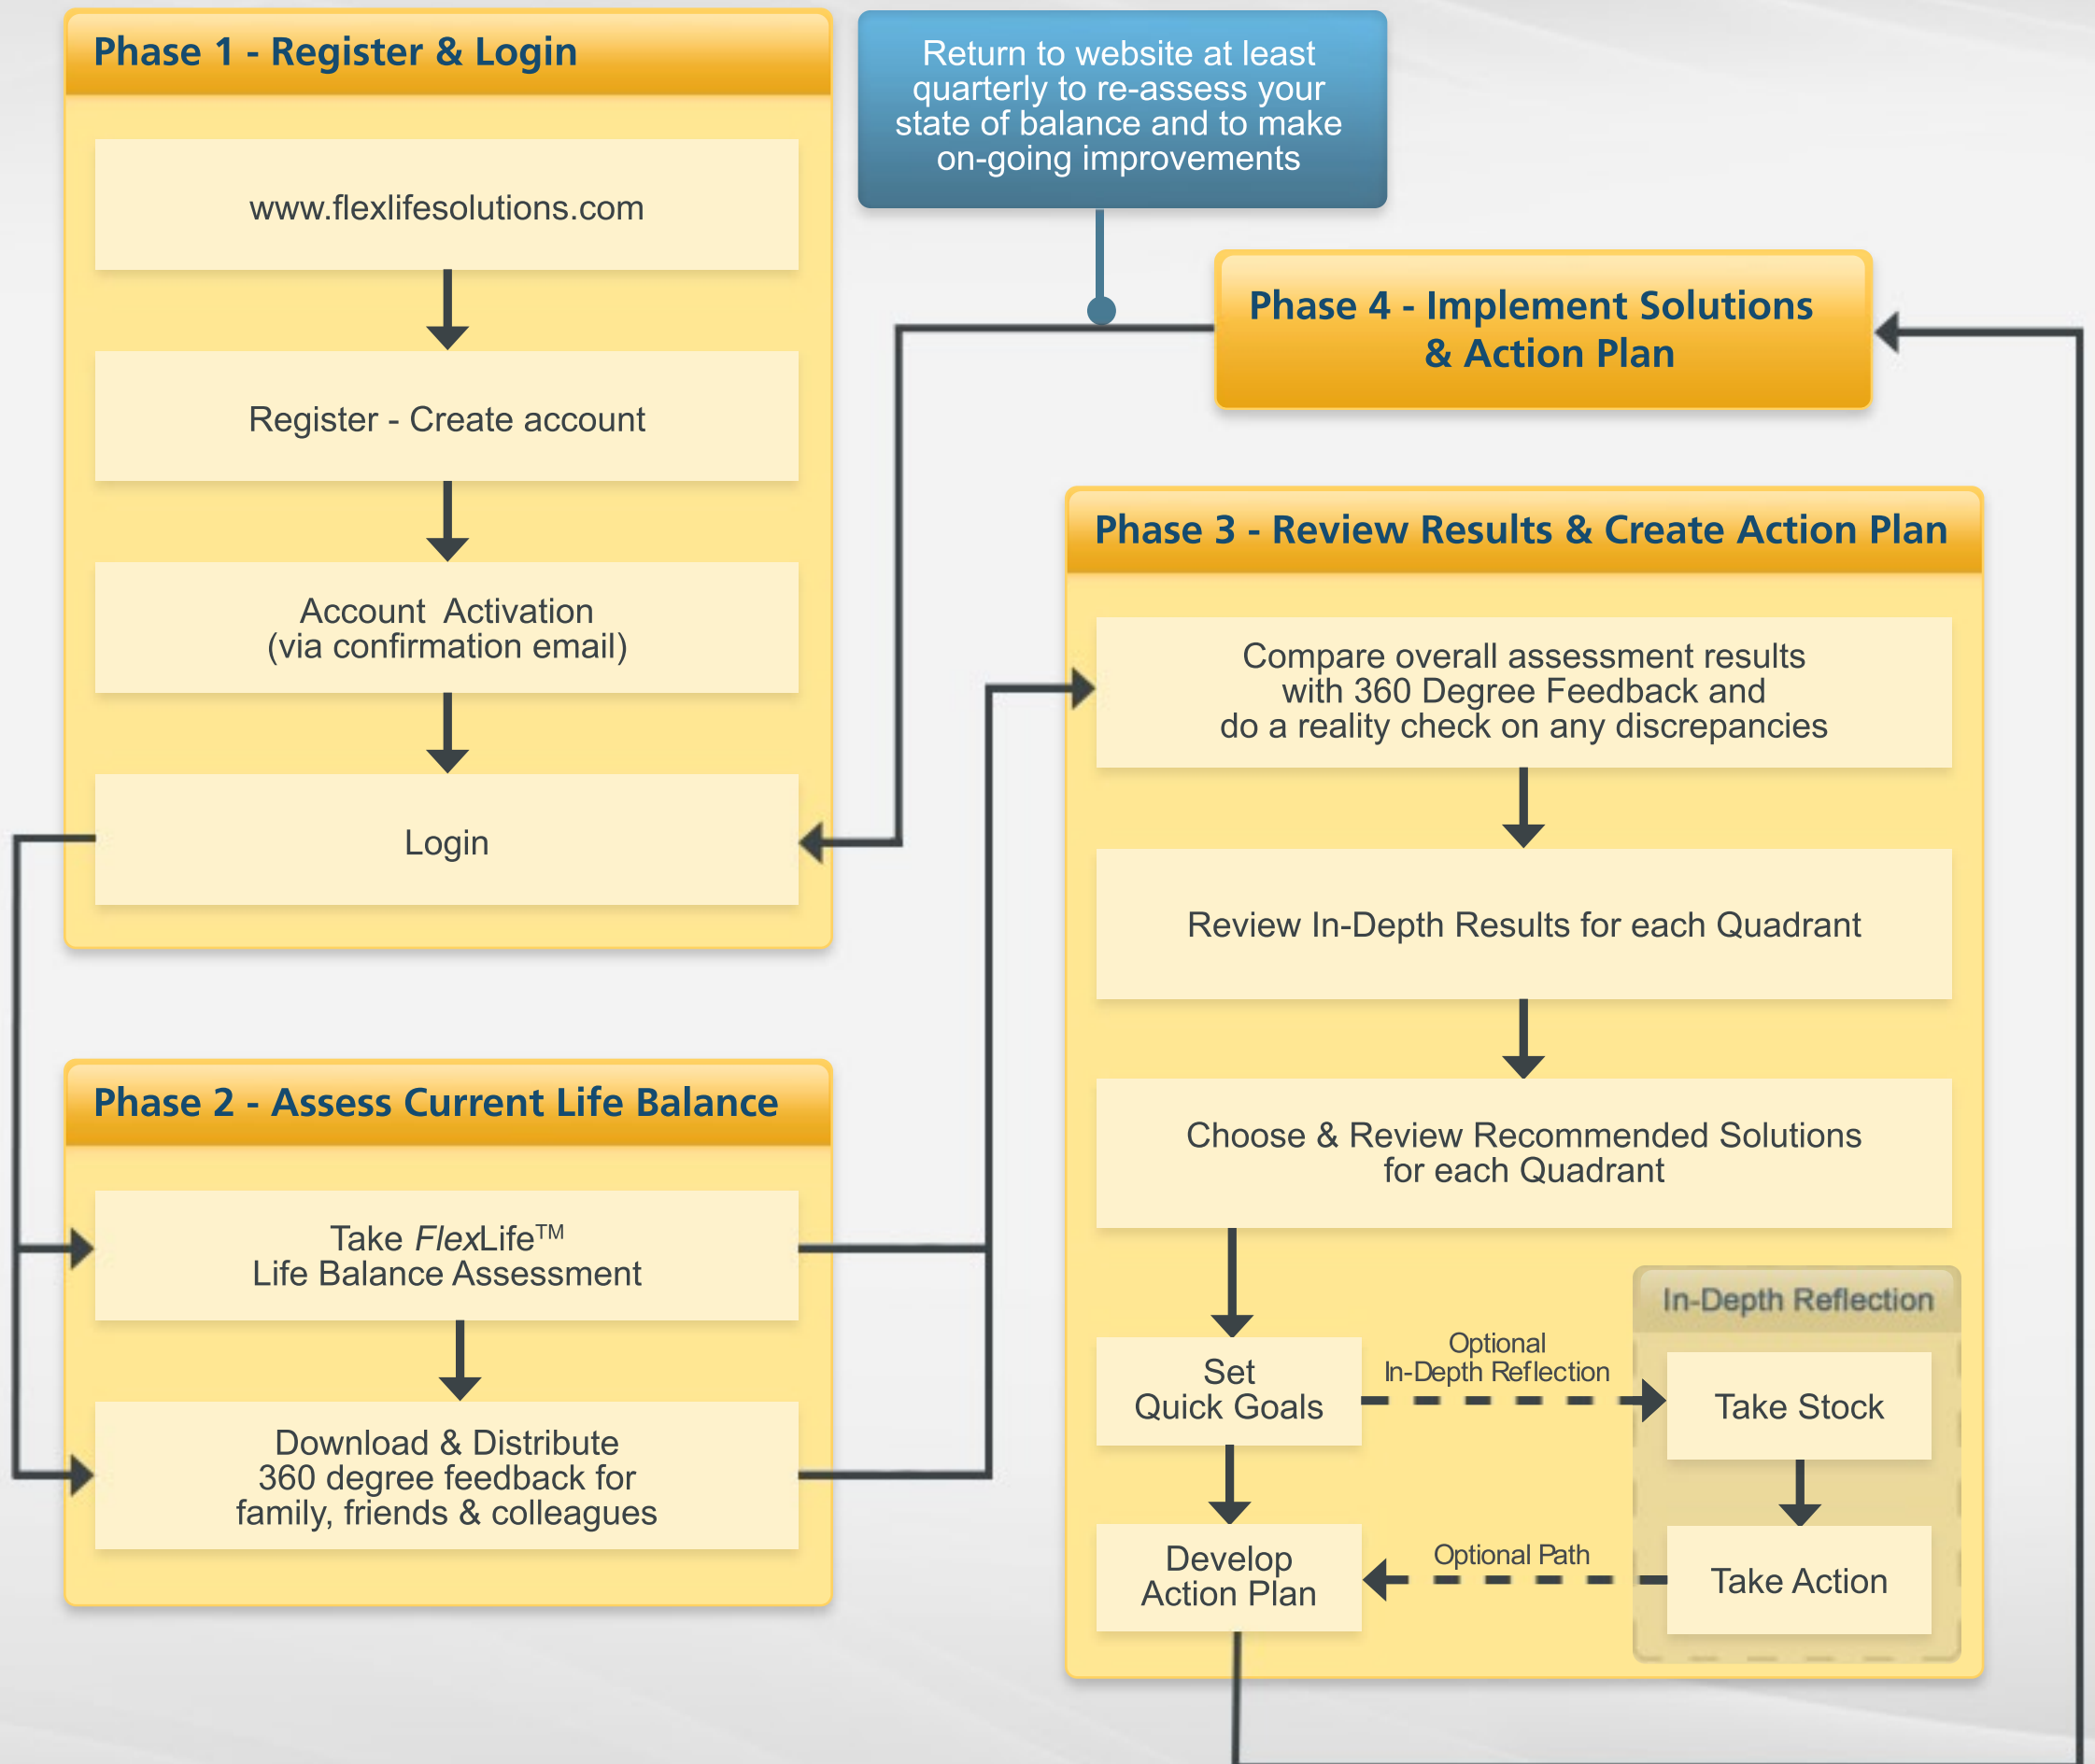 Phase 1 - Register & Login
www.flexlifesolutions.com
Register - Create account
Account  Activation
(via confirmation email)
Login
Return to website at least
quarterly to re-assess your
state of balance and to make
on-going improvements
Phase 4 - Implement Solutions
& Action Plan
Phase 2 - Assess Current Life Balance
Take FlexLife™
Life Balance Assessment
Download & Distribute
360 degree feedback for
family, friends & colleagues
Phase 3 - Review Results & Create Action Plan
Compare overall assessment results
with 360 Degree Feedback and
do a reality check on any discrepancies
Review In-Depth Results for each Quadrant
Choose & Review Recommended Solutions
for each Quadrant
Set
Quick Goals
Optional
In-Depth Reflection
In-Depth Reflection
Take Stock
Develop
Action Plan
Optional Path
Take Action